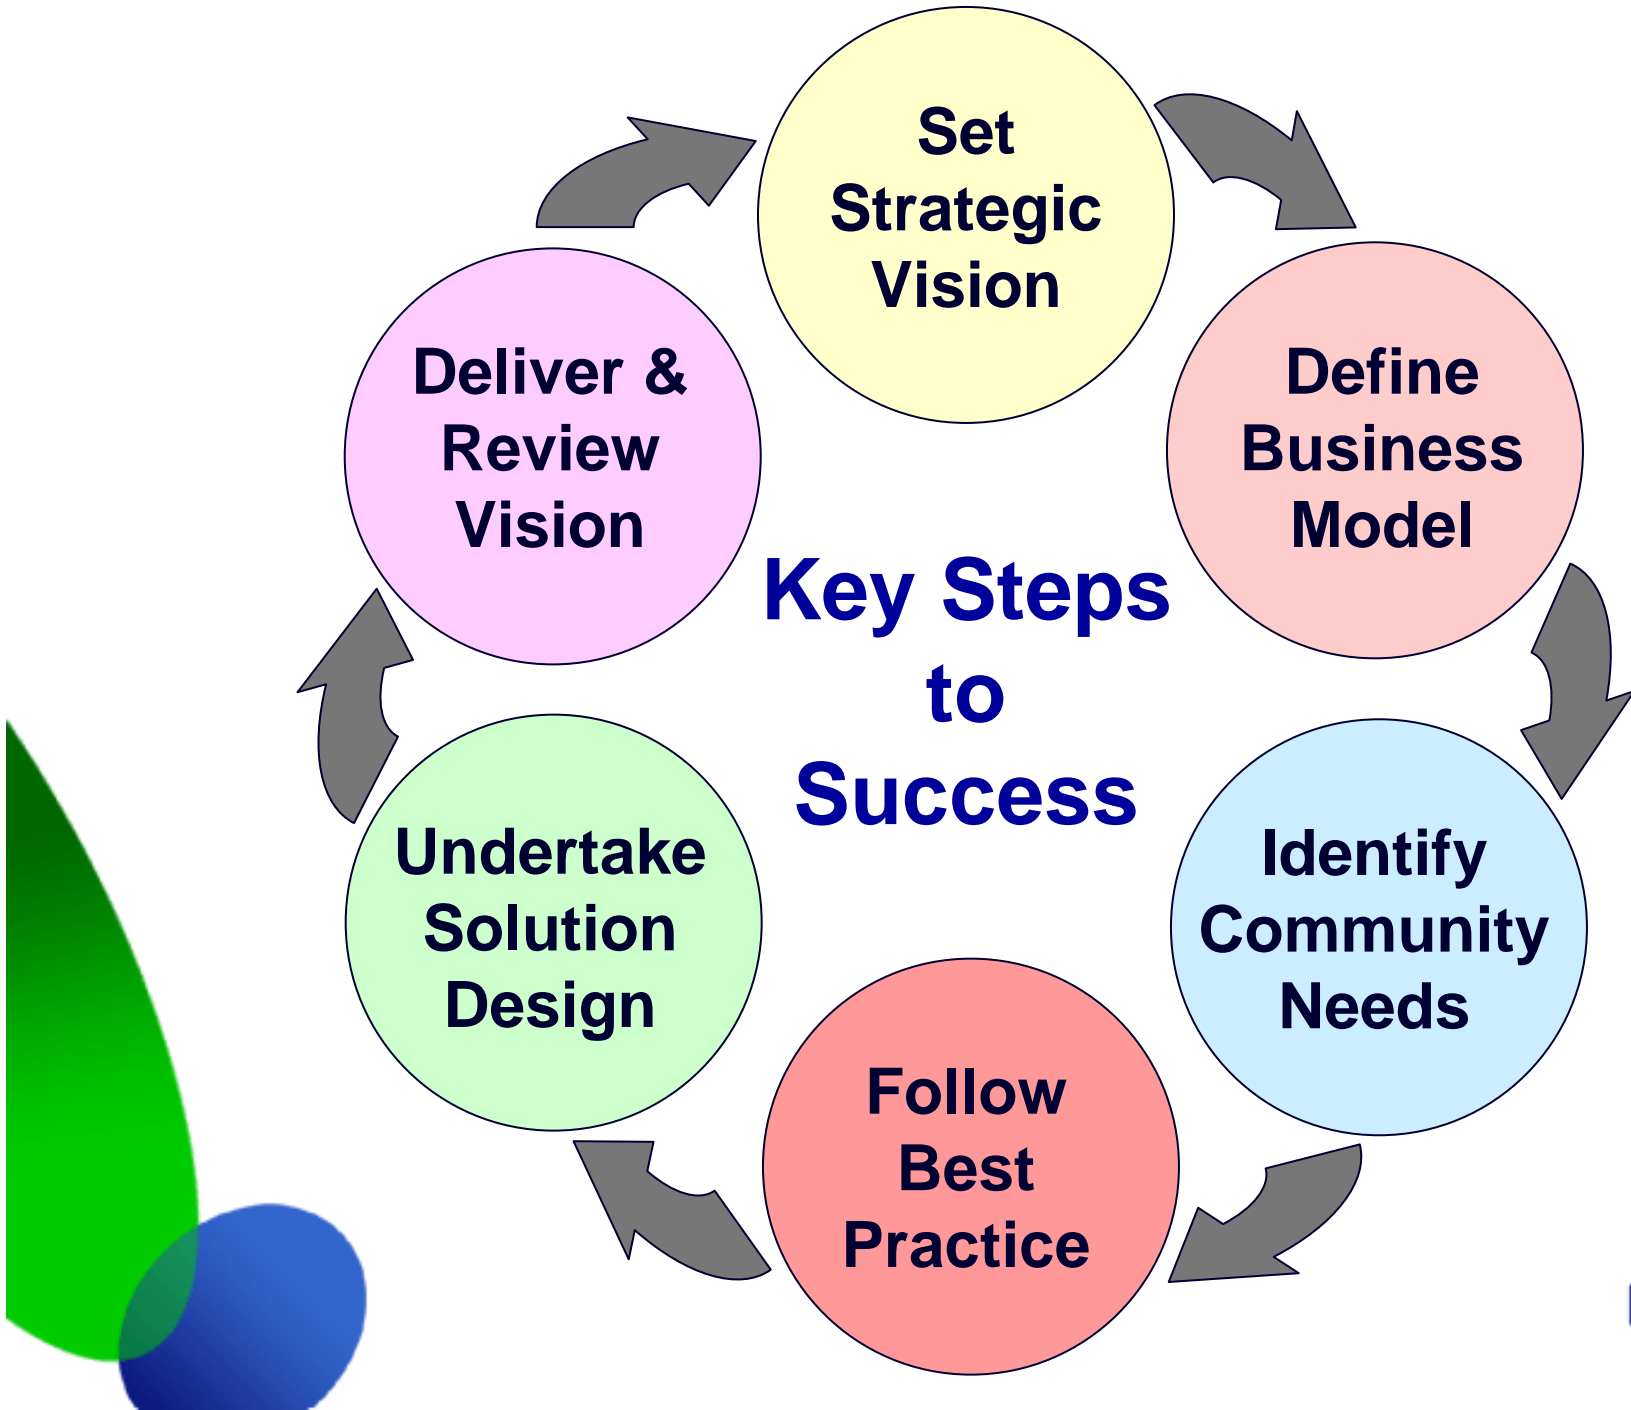 Set
Strategic
Vision
Define
Business
Model
Identify
Community
Needs
Follow
Best
Practice
Undertake
Solution
Design
Deliver &
Review
Vision
Key Steps
to
Success